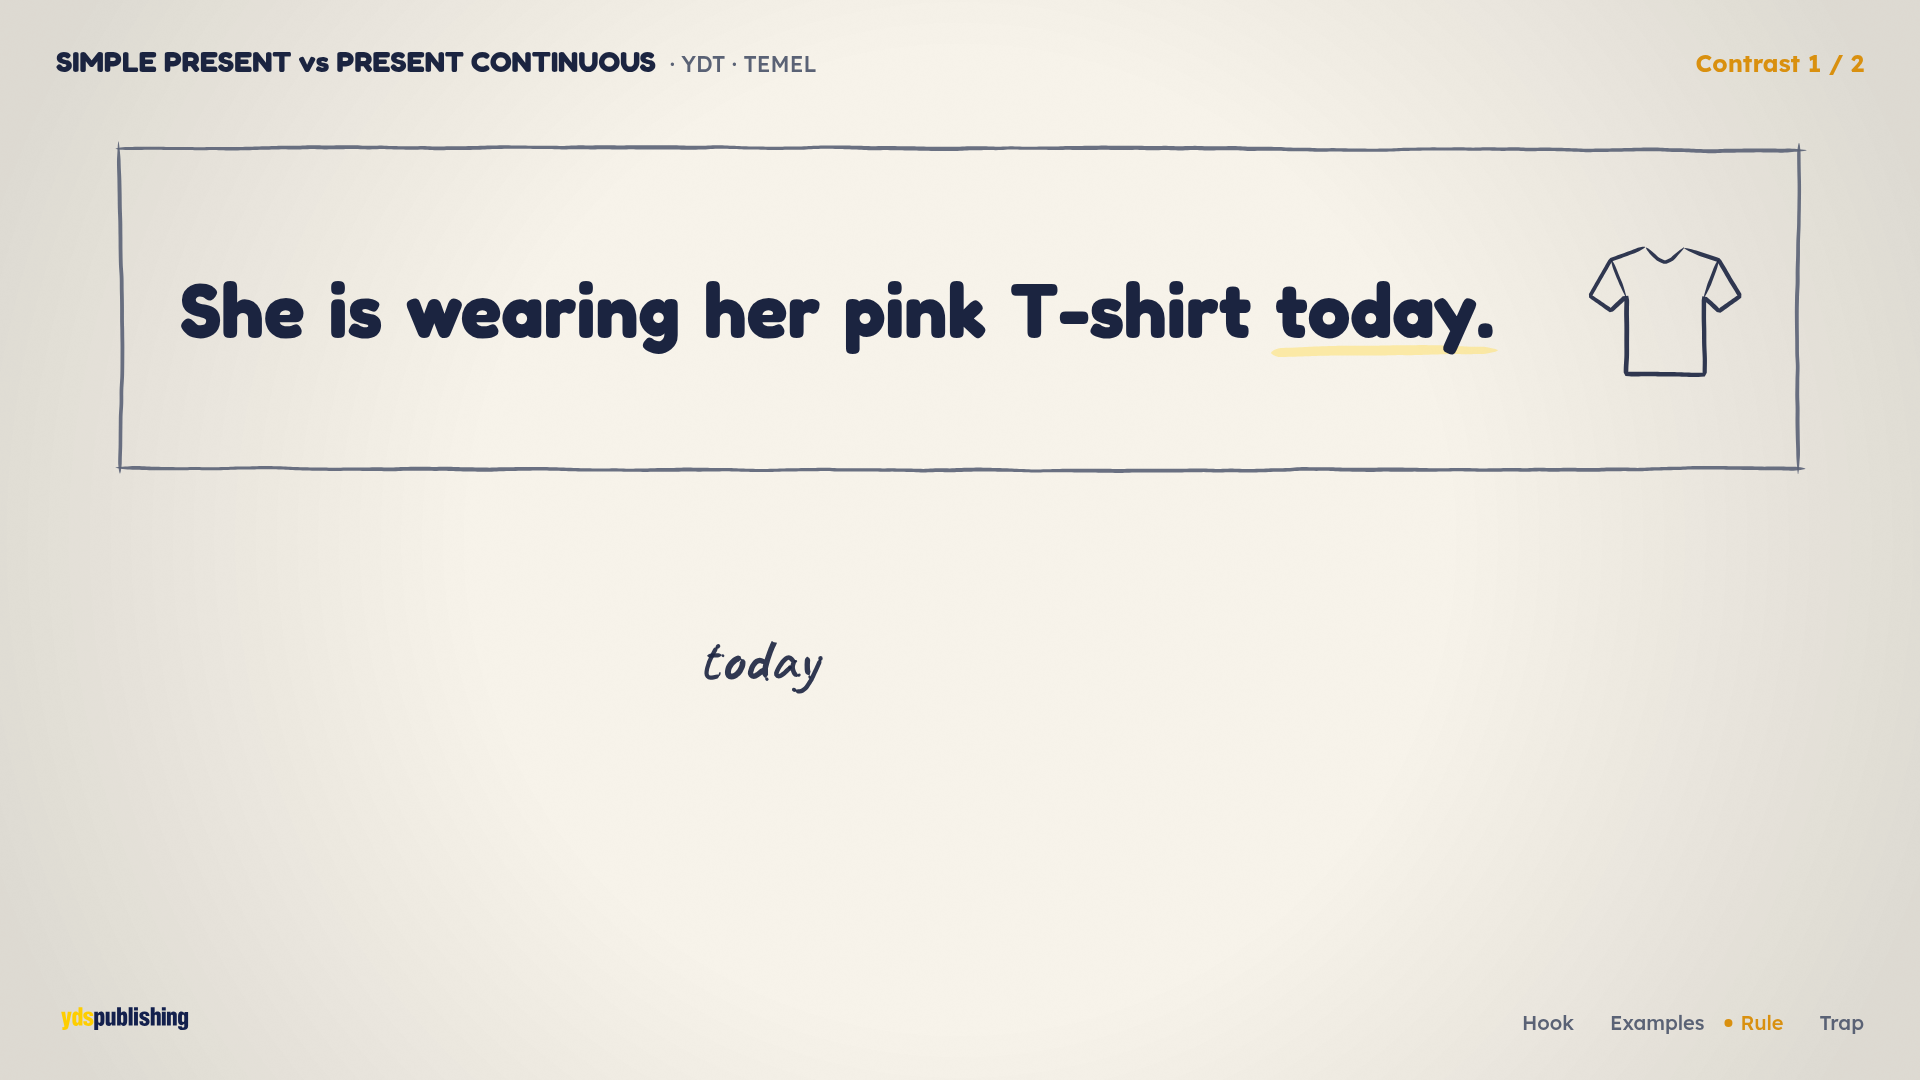 SIMPLE PRESENT vs PRESENT CONTINUOUS · YDT · TEMEL
Contrast 1 / 2
She is wearing her pink T-shirt today.
today
ydspublishing
Hook Examples • Rule Trap